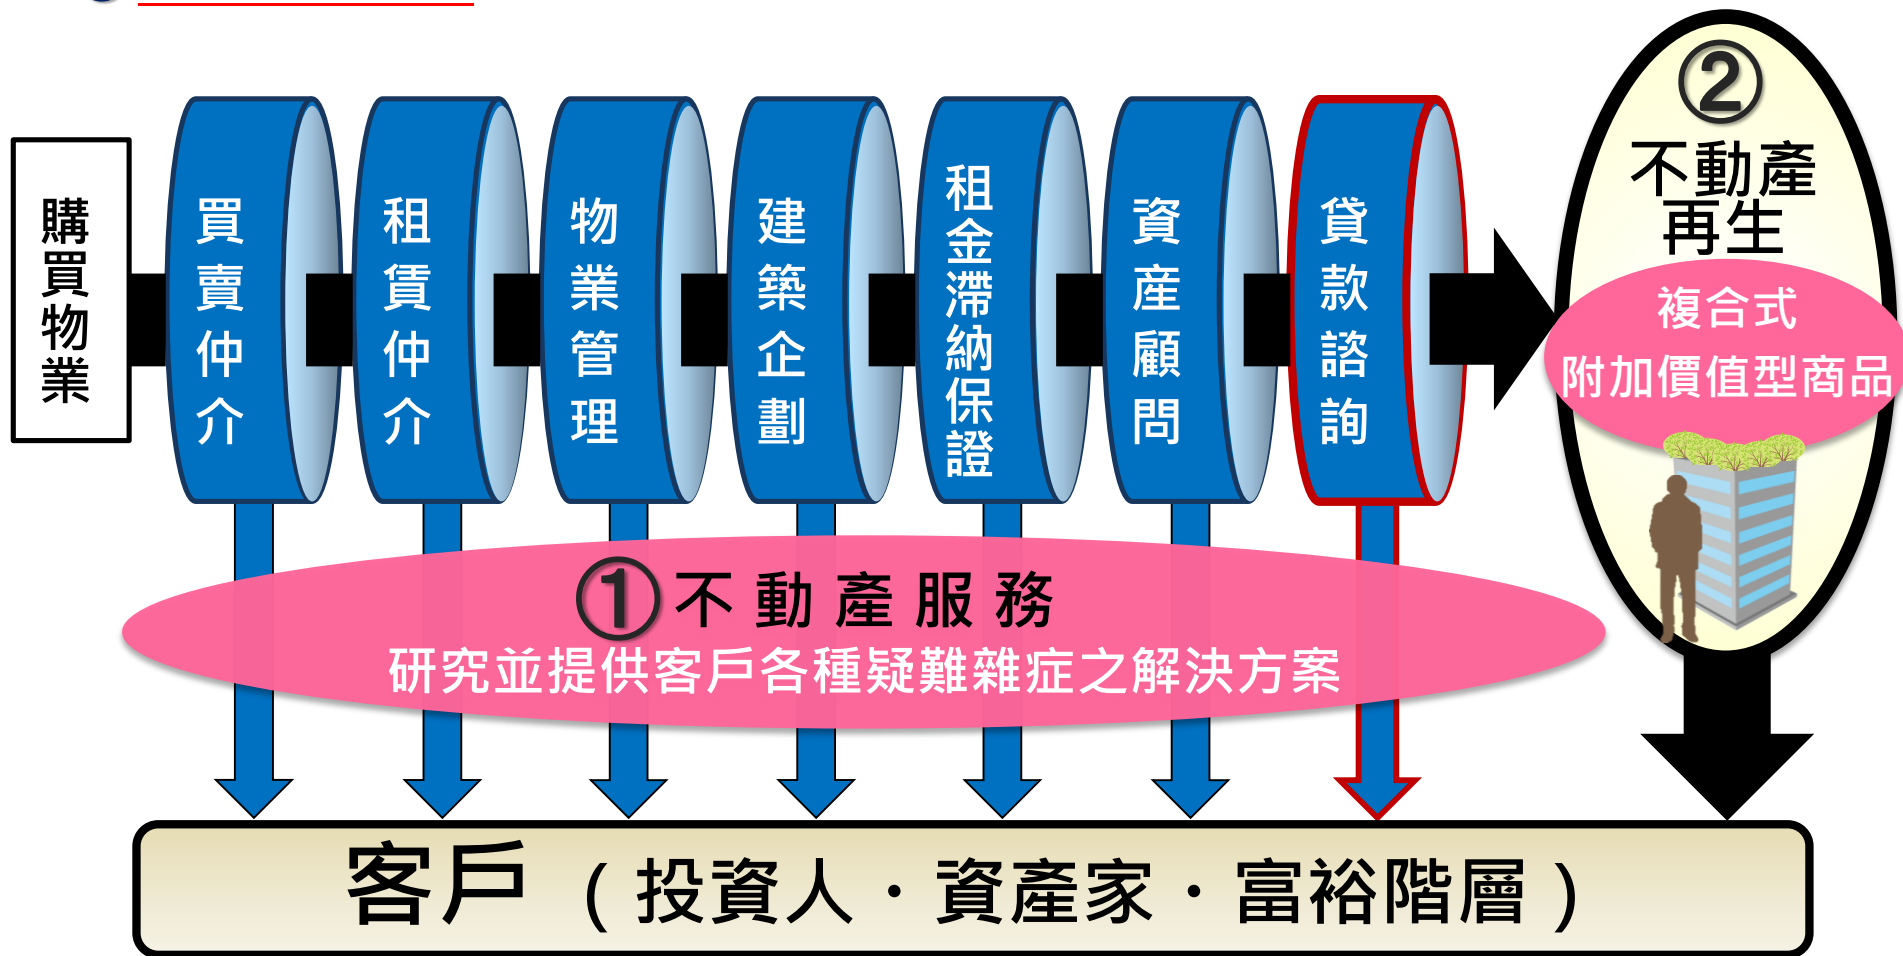 購買物業
買賣仲介
租賃仲介
物業管理
建築企劃
租金滯納保證
資產顧問
貸款諮詢
②
不動產
再生
複合式
附加價值型商品
①不動產服務
研究並提供客戶各種疑難雜症之解決方案
客戶（投資人・資產家・富裕階層）